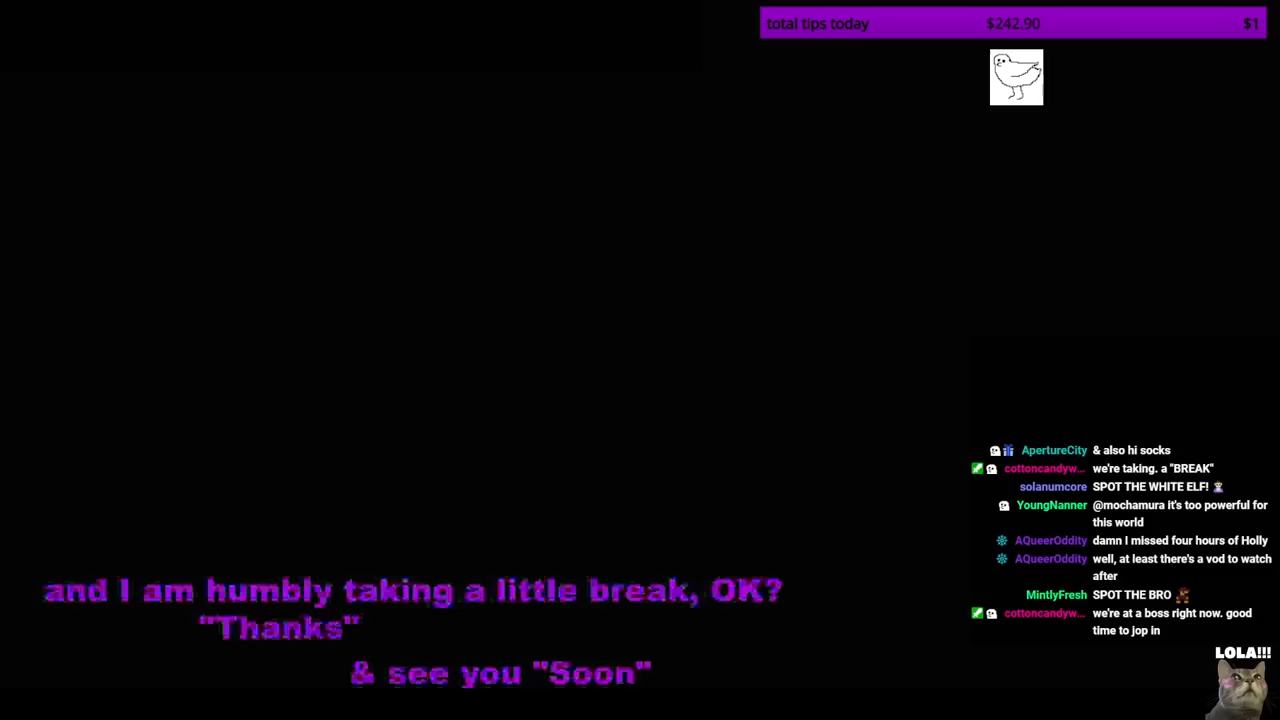 total tips today $242.90 $1
ApertureCity & also hi socks
cottoncandyw… we're taking. a "BREAK"
solanumcore SPOT THE WHITE ELF!
YoungNanner @mochamura it's too powerful for
this world
AQueerOddity damn I missed four hours of Holly
AQueerOddity well, at least there's a vod to watch
after
MintlyFresh SPOT THE BRO
cottoncandyw… we're at a boss right now. good
time to jop in
and I am humbly taking a little break, OK?
"Thanks"
& see you "Soon"
LOLA!!!